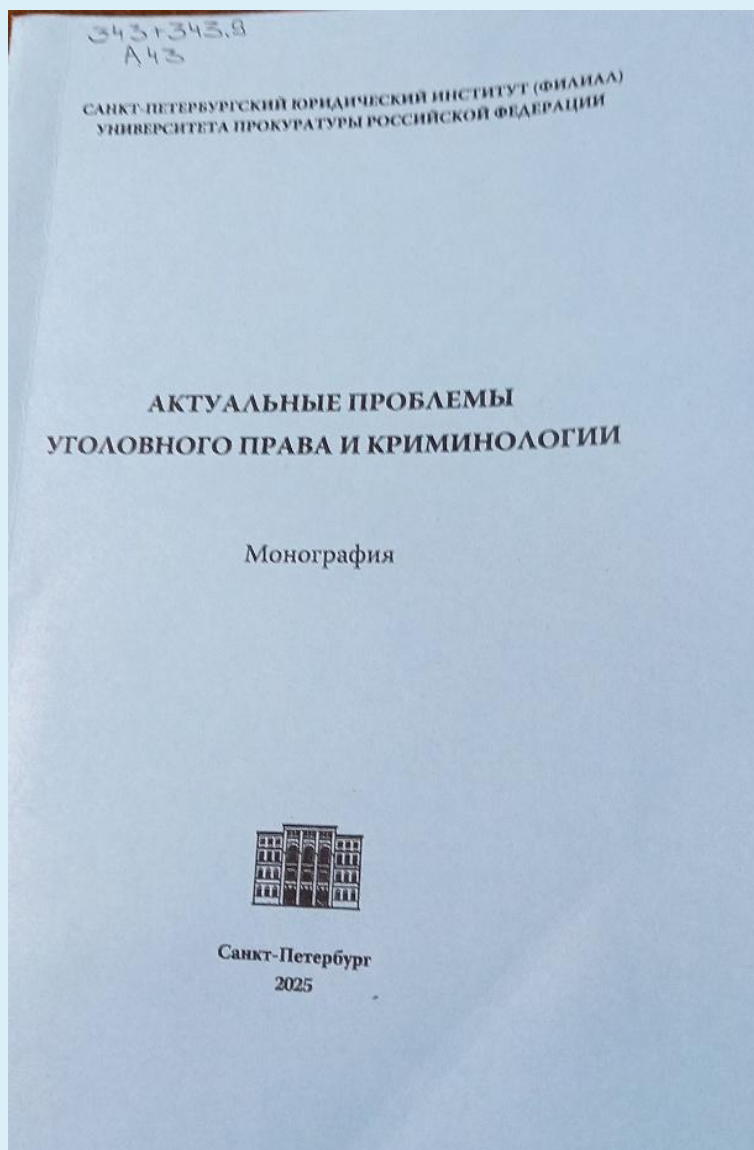 343+343.9
А43
САНКТ-ПЕТЕРБУРГСКИЙ ЮРИДИЧЕСКИЙ ИНСТИТУТ (ФИЛИАЛ)
УНИВЕРСИТЕТА ПРОКУРАТУРЫ РОССИЙСКОЙ ФЕДЕРАЦИИ
АКТУАЛЬНЫЕ ПРОБЛЕМЫ
УГОЛОВНОГО ПРАВА И КРИМИНОЛОГИИ
Монография
Санкт-Петербург
2025